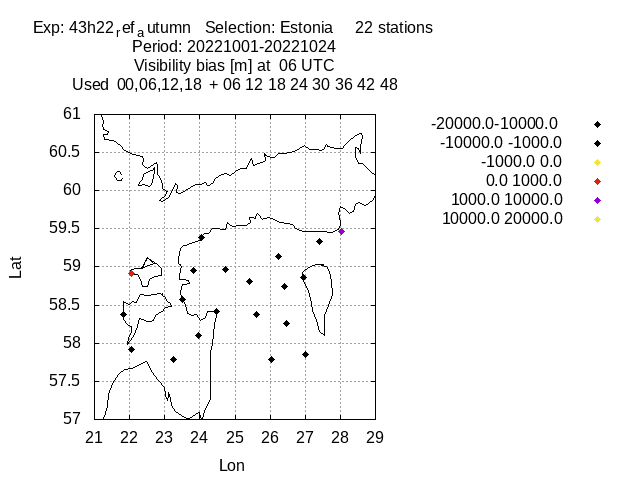 Exp: 43h22ref autumn   Selection: Estonia     22 stations
Period: 20221001-20221024
Visibility bias [m] at  06 UTC
Used  00,06,12,18  + 06 12 18 24 30 36 42 48
-20000.0-10000.0
-10000.0 -1000.0
-1000.0 0.0
0.0 1000.0
1000.0 10000.0
10000.0 20000.0
61
60.5
60
59.5
59
58.5
58
57.5
57
Lat
21 22 23 24 25 26 27 28 29
Lon